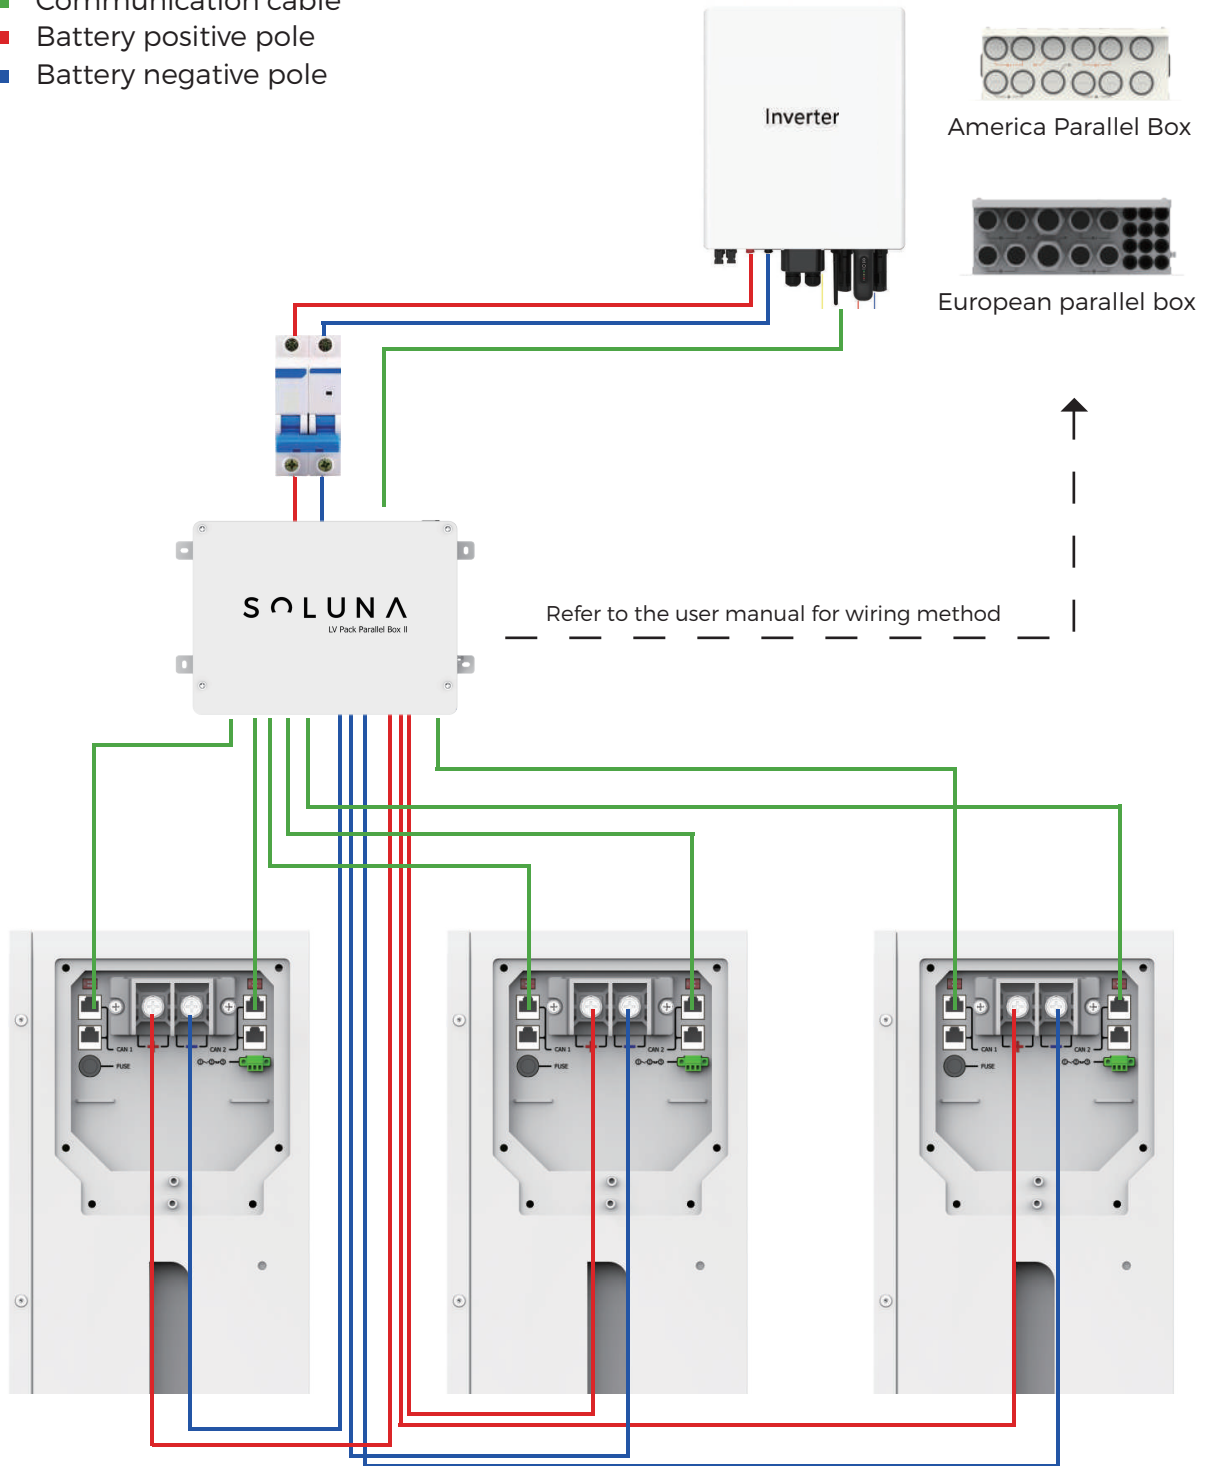 Communication cable
Battery positive pole
Battery negative pole
Inverter
America Parallel Box
European parallel box
SOLUNA
LV Pack Parallel Box II
Refer to the user manual for wiring method
CAN 1
CAN 2
FUSE
CAN 1
CAN 2
FUSE
CAN 1
CAN 2
FUSE